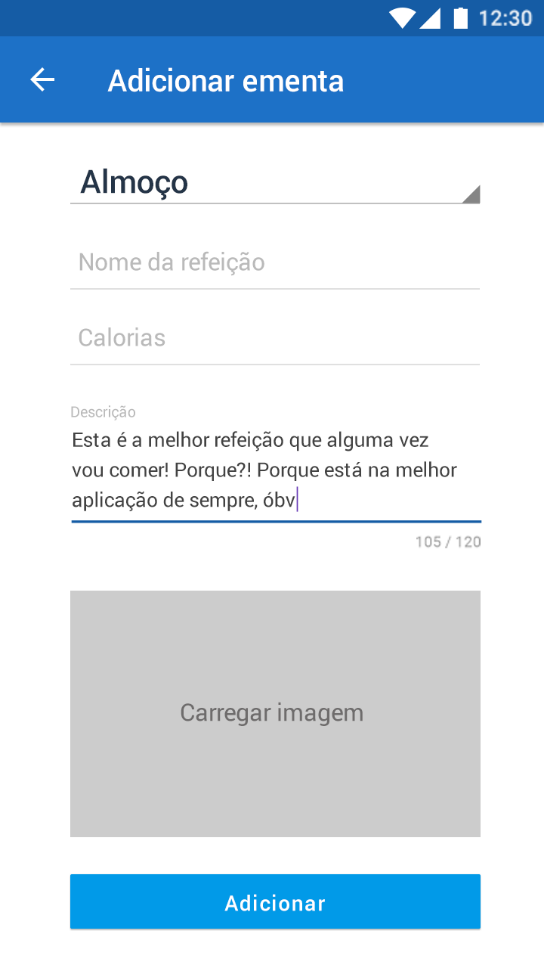 12:30
Adicionar ementa
Almoço
Nome da refeição
Calorias
Descrição
Esta é a melhor refeição que alguma vez
vou comer! Porque?! Porque está na melhor
aplicação de sempre, óbv
105 / 120
Carregar imagem
Adicionar